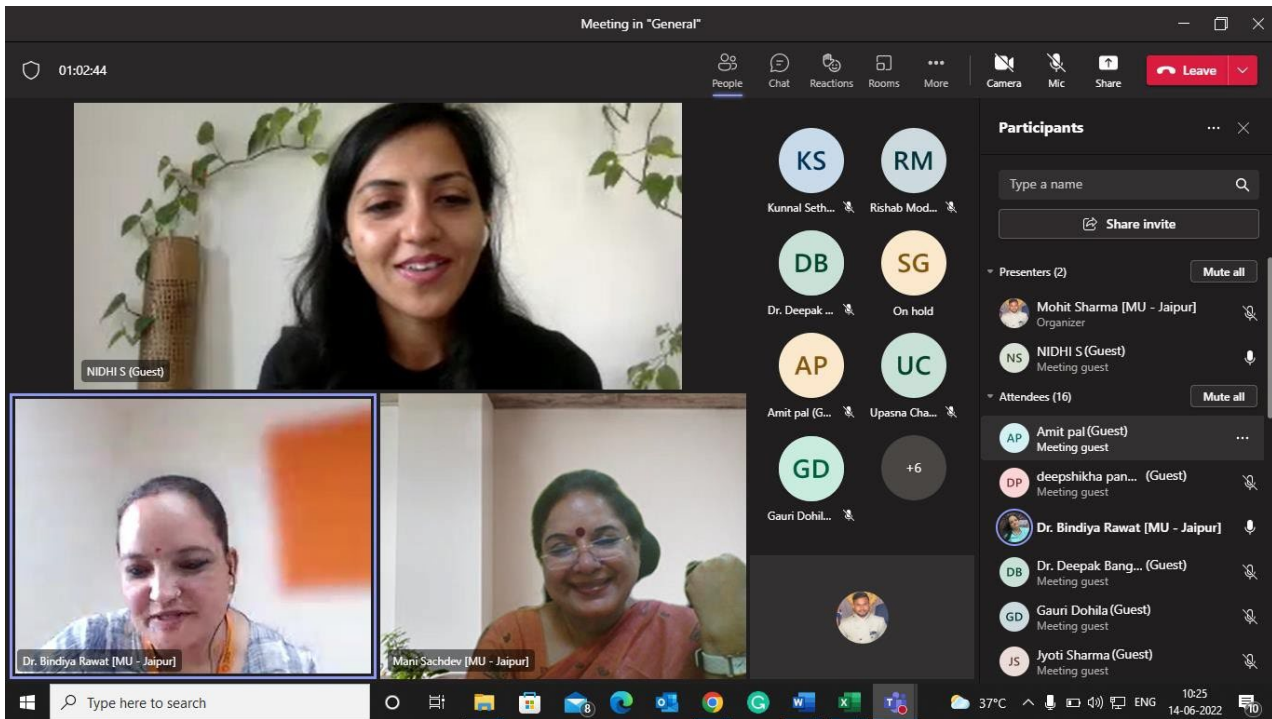 Meeting in "General"
01:02:44
People
Chat
Reactions
Rooms
More
Camera
Mic
Share
Leave
NIDHI S (Guest)
Dr. Bindiya Rawat [MU - Jaipur]
Mani Sachdev [MU - Jaipur]
KS
Kunnal Seth...
RM
Rishab Mod...
DB
Dr. Deepak ...
SG
On hold
AP
Amit pal (G...
UC
Upasna Cha...
GD
Gauri Dohil...
+6
Participants
Type a name
Share invite
Presenters (2)
Mute all
Mohit Sharma [MU - Jaipur]
Organizer
NS
NIDHI S (Guest)
Meeting guest
Attendees (16)
Mute all
AP
Amit pal (Guest)
Meeting guest
DP
deepshikha pan... (Guest)
Meeting guest
Dr. Bindiya Rawat [MU - Jaipur]
DB
Dr. Deepak Bang... (Guest)
Meeting guest
GD
Gauri Dohila (Guest)
Meeting guest
JS
Jyoti Sharma (Guest)
Meeting guest
Type here to search
8
37°C
ENG
10:25
14-06-2022
10